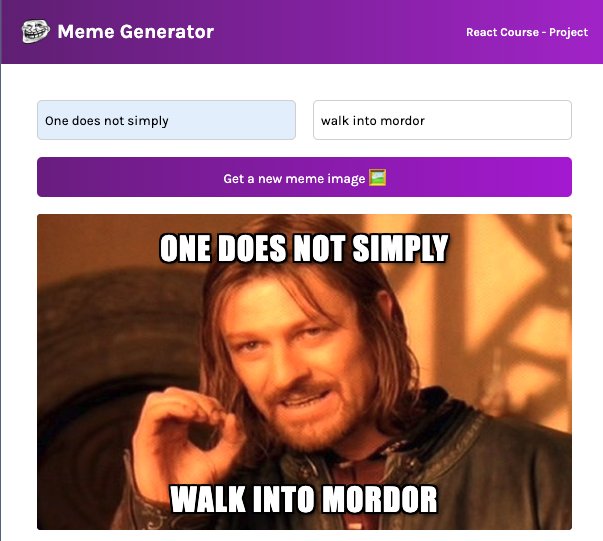 Meme Generator
React Course - Project
One does not simply
walk into mordor
Get a new meme image
ONE DOES NOT SIMPLY
WALK INTO MORDOR